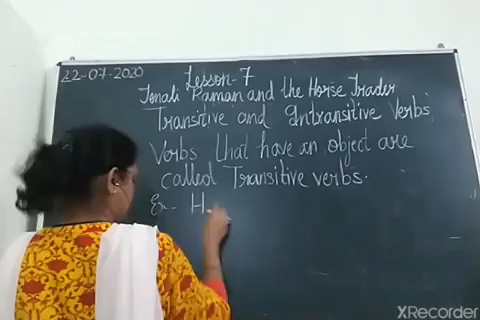 22-07-2020
Lesson-7
Tenali Raman and the Horse Trader
Transitive and Intransitive Verbs
Verbs that have an object are
called Transitive verbs.
H
XRecorder